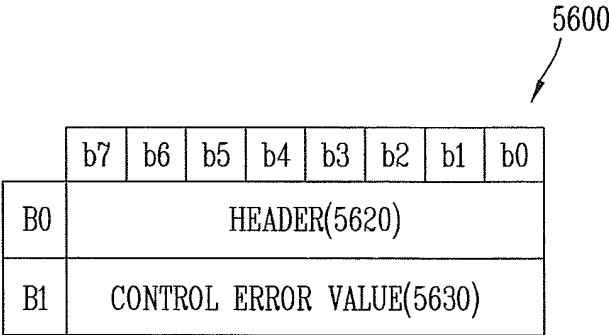 5600
b7 b6 b5 b4 b3 b2 b1 b0
B0 HEADER(5620)
B1 CONTROL ERROR VALUE(5630)